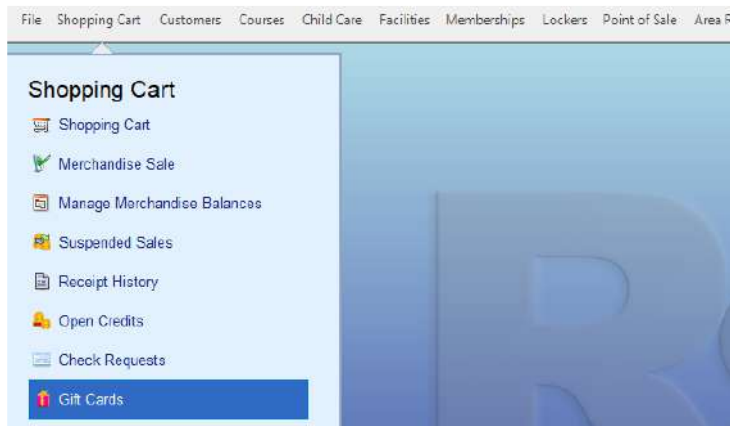 File Shopping Cart Customers Courses Child Care Facilities Memberships Lockers Point of Sale Area R
Shopping Cart
Shopping Cart
Merchandise Sale
Manage Merchandise Balances
Suspended Sales
Receipt History
Open Credits
Check Requests
Gift Cards
R